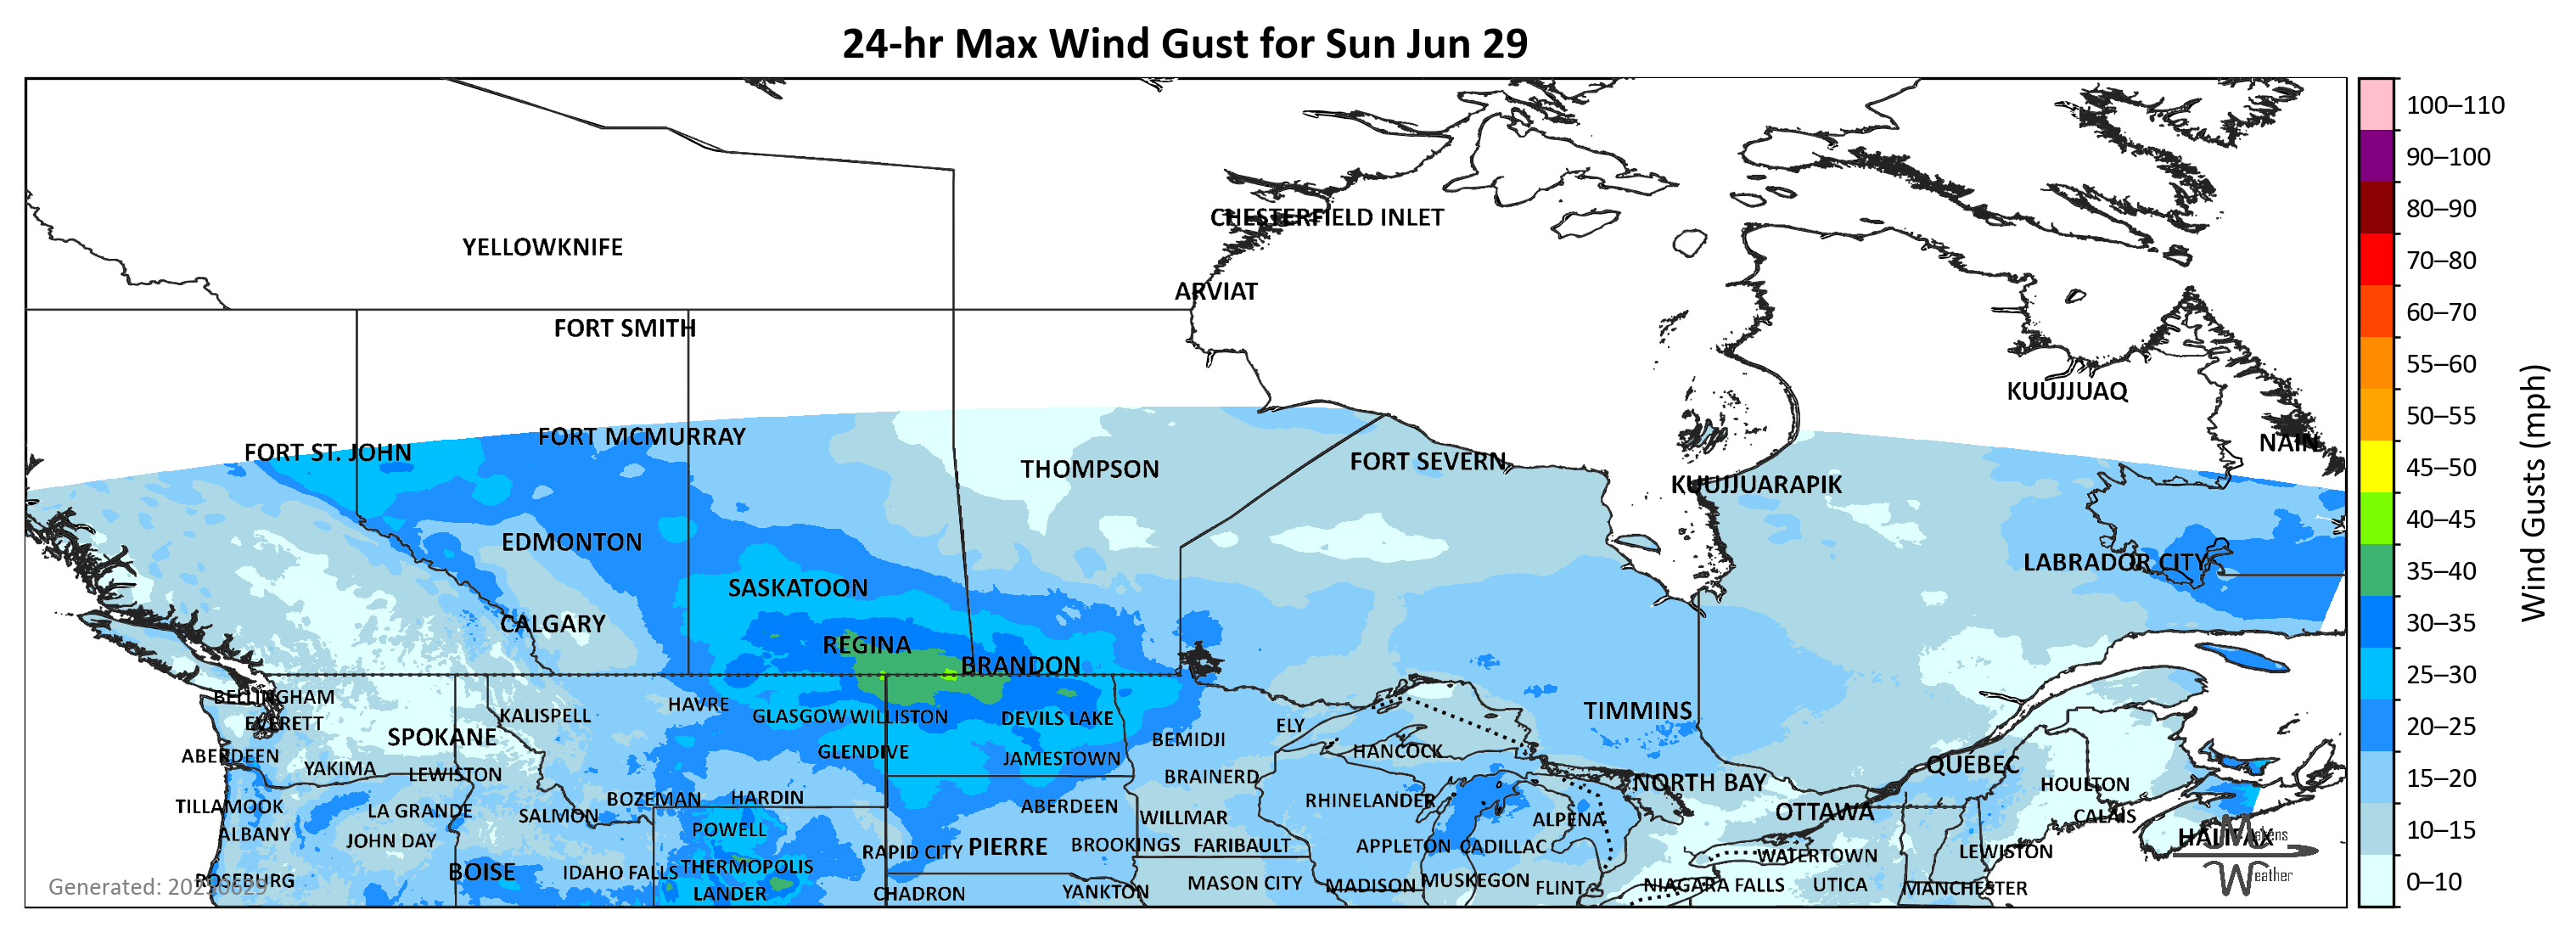 24-hr Max Wind Gust for Sun Jun 29
100–110
90–100
80–90
70–80
60–70
55–60
50–55
45–50
40–45
35–40
30–35
25–30
20–25
15–20
10–15
0–10
Wind Gusts (mph)
CHESTERFIELD INLET
YELLOWKNIFE
ARVIAT
FORT SMITH
KUUJJUAQ
FORT MCMURRAY
NAIN
FORT ST. JOHN
FORT SEVERN
THOMPSON
KUUJJUARAPIK
EDMONTON
LABRADOR CITY
SASKATOON
CALGARY
REGINA
BRANDON
BELLINGHAM
HAVRE
TIMMINS
KALISPELL
GLASGOW
WILLISTON
DEVILS LAKE
EVERETT
ELY
SPOKANE
BEMIDJI
GLENDIVE
HANCOCK
ABERDEEN
JAMESTOWN
QUÉBEC
YAKIMA
LEWISTON
BRAINERD
NORTH BAY
HOULTON
BOZEMAN
HARDIN
RHINELANDER
TILLAMOOK
LA GRANDE
ABERDEEN
OTTAWA
SALMON
WILLMAR
CALAIS
ALPENA
POWELL
ALBANY
HALIFAX
Makens
JOHN DAY
PIERRE
BROOKINGS
FARIBAULT
APPLETON
CADILLAC
RAPID CITY
LEWISTON
WATERTOWN
THERMOPOLIS
BOISE
IDAHO FALLS
Weather
ROSEBURG
MUSKEGON
MASON CITY
MADISON
NIAGARA FALLS
UTICA
Generated: 20250629
FLINT
MANCHESTER
LANDER
CHADRON
YANKTON